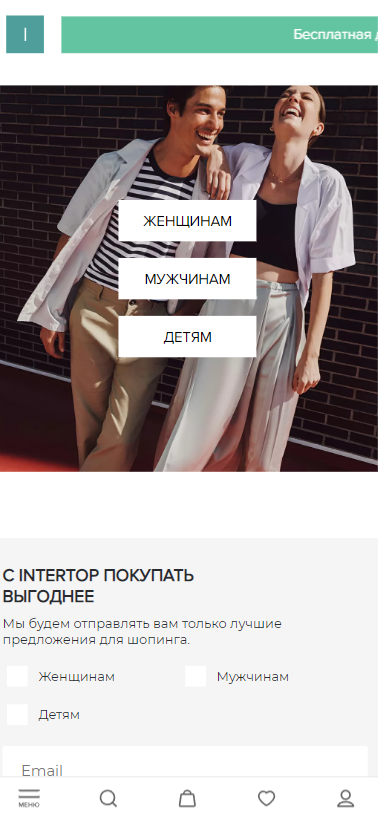 I
Бесплатная
ЖЕНЩИНАМ
МУЖЧИНАМ
ДЕТЯМ
С INTERTOP ПОКУПАТЬ
ВЫГОДНЕЕ
Мы будем отправлять вам только лучшие
предложения для шопинга.
Женщинам
Мужчинам
Детям
Email
МЕНЮ